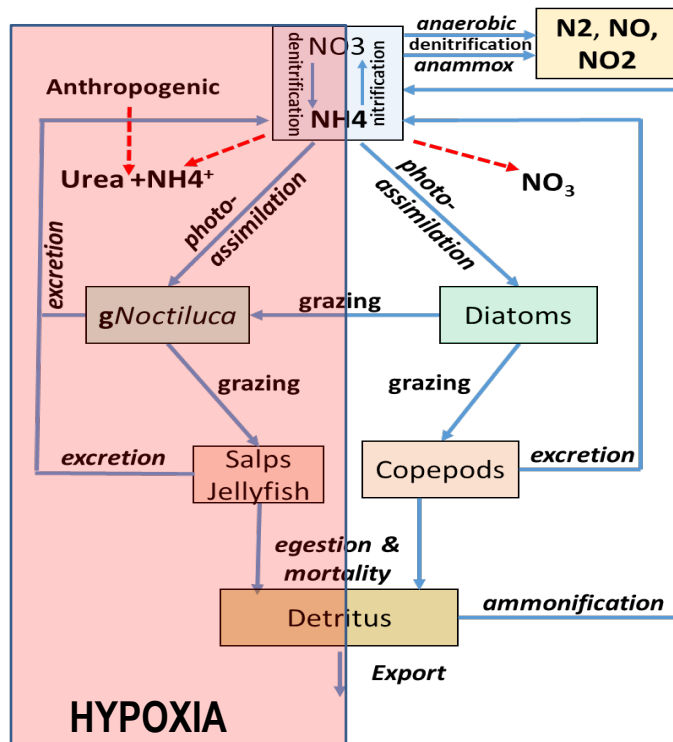 anaerobic
denitrification
anammox
N2, NO,
NO2
NO3
denitrification
nitrification
NH4
Anthropogenic
Urea +NH4⁺
NO₃
photo-
assimilation
photo-
assimilation
excretion
gNoctiluca
grazing
Diatoms
grazing
grazing
excretion
Salps
Jellyfish
Copepods
excretion
egestion &
mortality
Detritus
ammonification
Export
HYPOXIA